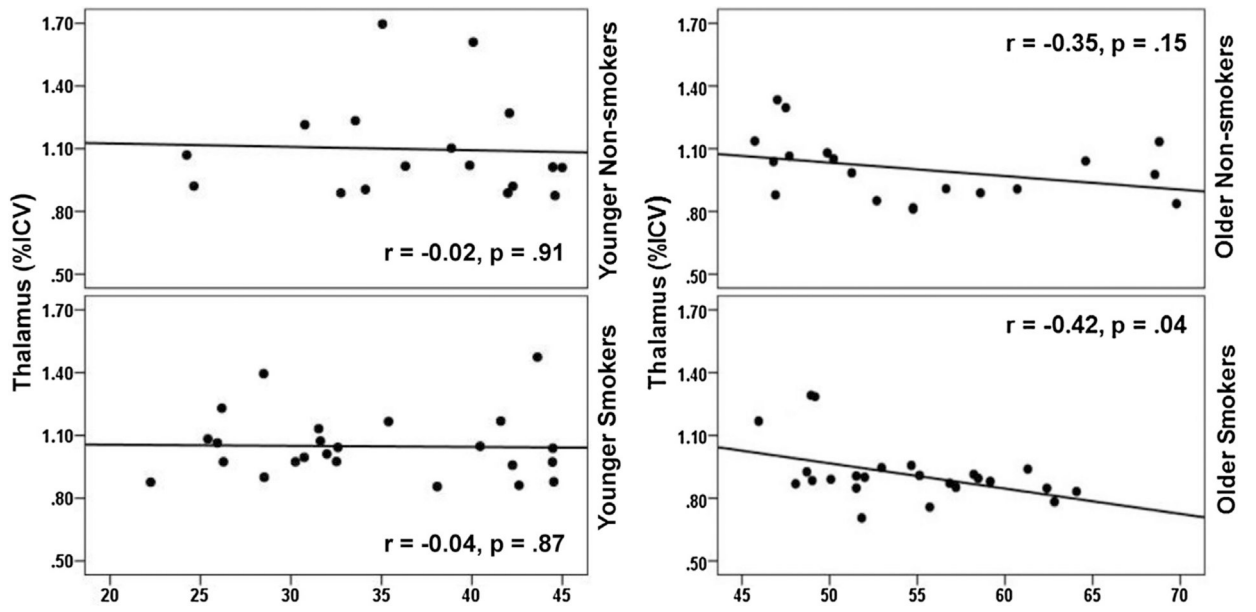 1.70
1.40
1.10
.80
.50
r = -0.02, p = .91
Thalamus (%ICV)
Younger Non-smokers
1.70
1.40
1.10
.80
.50
r = -0.35, p = .15
Thalamus (%ICV)
Older Non-smokers
1.70
1.40
1.10
.80
.50
r = -0.04, p = .87
Younger Smokers
20 25 30 35 40 45
1.70
1.40
1.10
.80
.50
r = -0.42, p = .04
Older Smokers
45 50 55 60 65 70